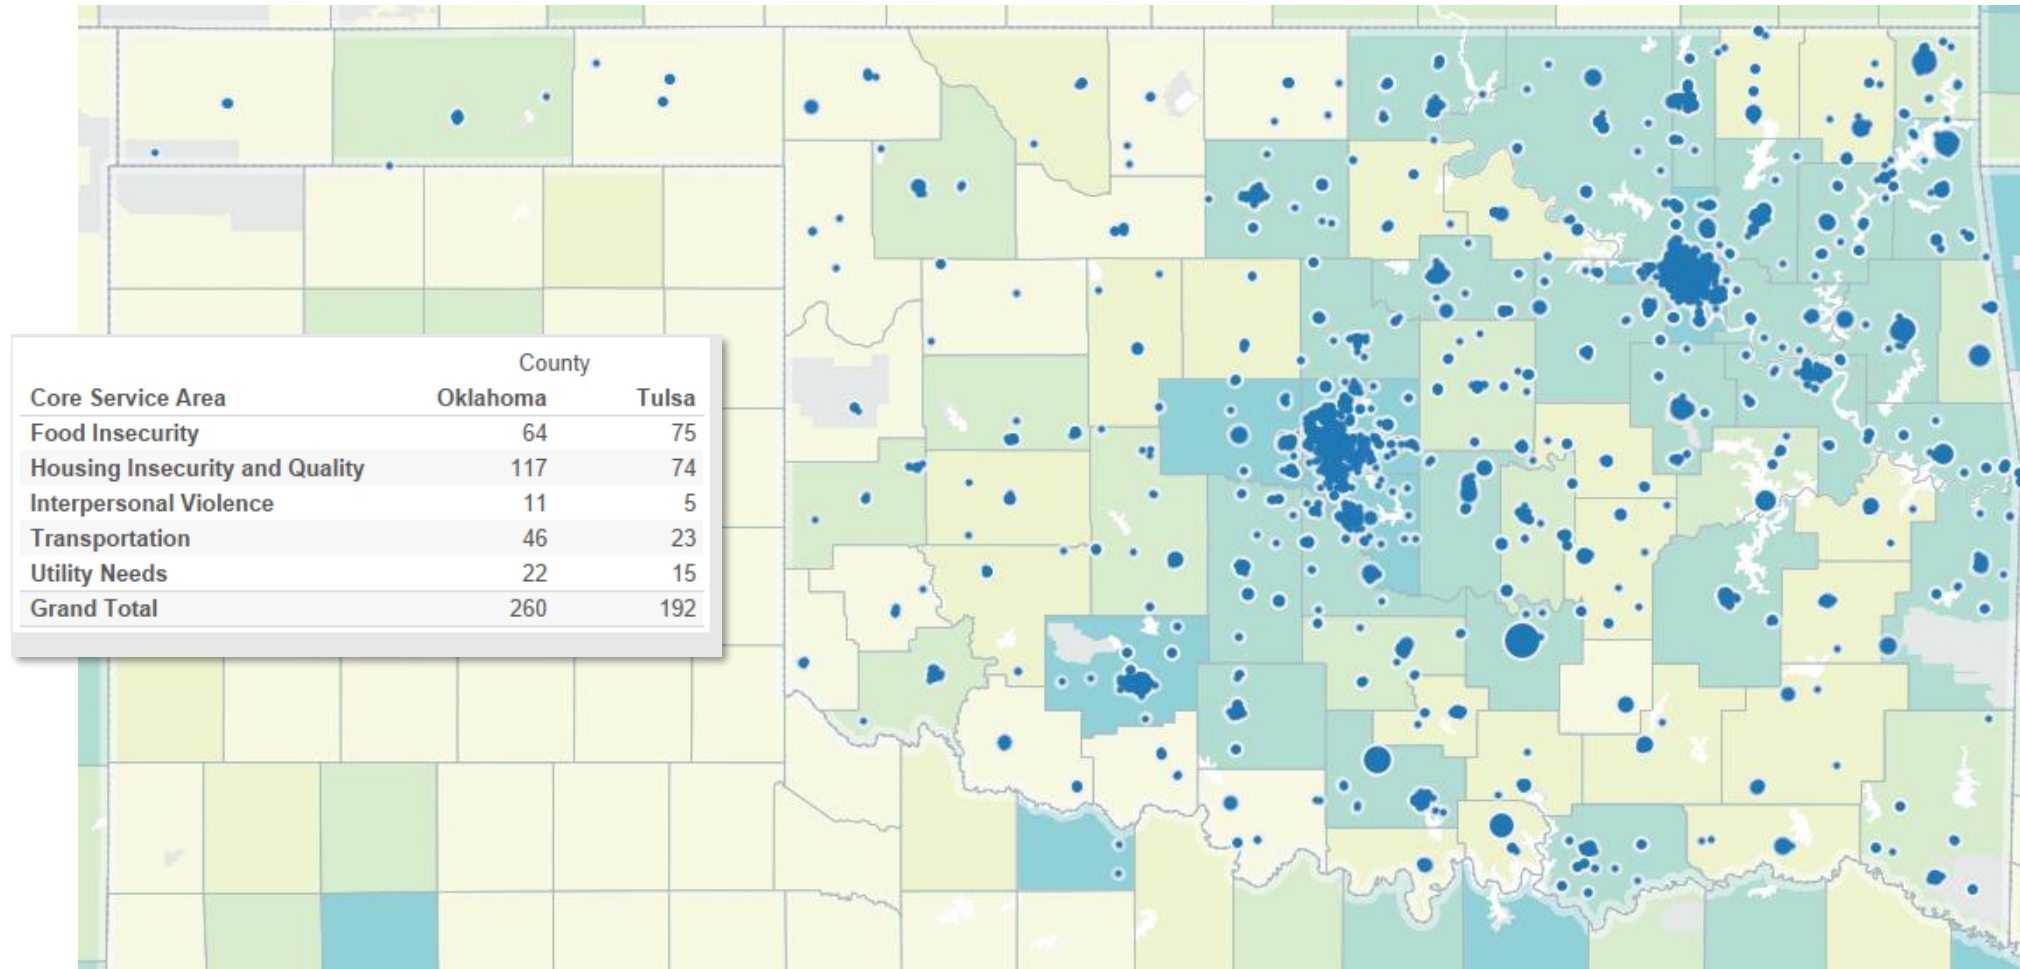 County
Core Service Area Oklahoma Tulsa
Food Insecurity 64 75
Housing Insecurity and Quality 117 74
Interpersonal Violence 11 5
Transportation 46 23
Utility Needs 22 15
Grand Total 260 192